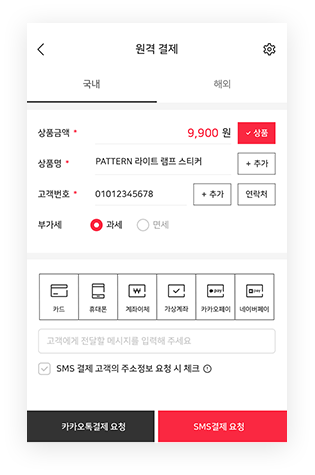 원격 결제
국내 해외
상품금액 * 9,900 원 상품
상품명 * PATTERN 라이트 램프 스티커 + 추가
고객번호 * 01012345678 + 추가 연락처
부가세 과세 면세
pay pay
카드 휴대폰 계좌이체 가상계좌 카카오페이 네이버페이
고객에게 전달할 메시지를 입력해 주세요
SMS 결제 고객의 주소정보 요청 시 체크
카카오톡결제 요청 SMS결제 요청